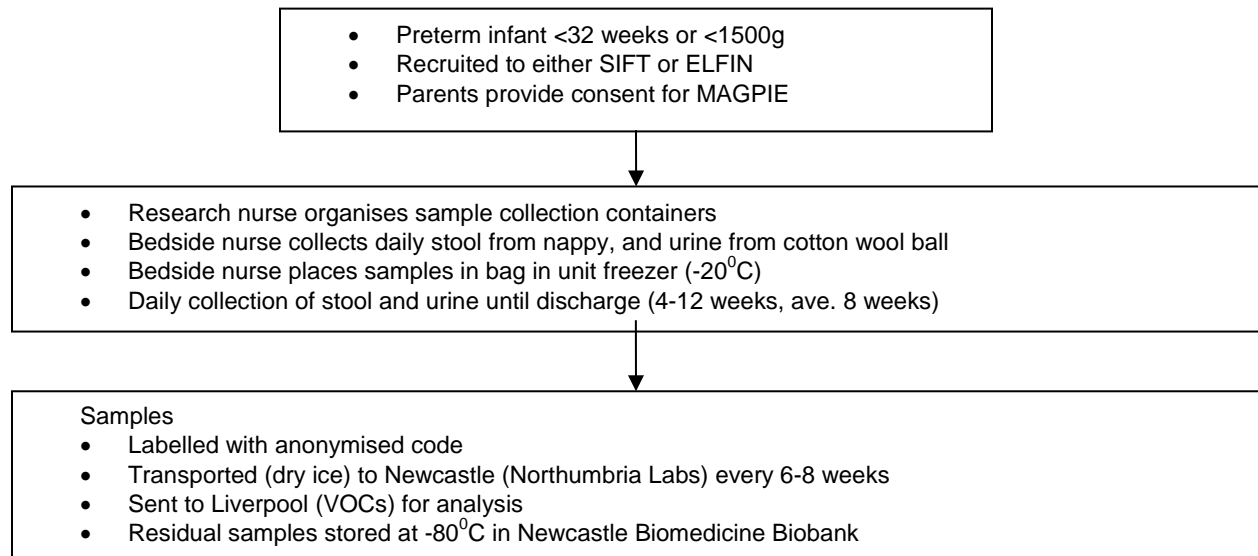 • Preterm infant <32 weeks or <1500g
• Recruited to either SIFT or ELFIN
• Parents provide consent for MAGPIE
• Research nurse organises sample collection containers
• Bedside nurse collects daily stool from nappy, and urine from cotton wool ball
• Bedside nurse places samples in bag in unit freezer (-20⁰C)
• Daily collection of stool and urine until discharge (4-12 weeks, ave. 8 weeks)
Samples
• Labelled with anonymised code
• Transported (dry ice) to Newcastle (Northumbria Labs) every 6-8 weeks
• Sent to Liverpool (VOCs) for analysis
• Residual samples stored at -80⁰C in Newcastle Biomedicine Biobank